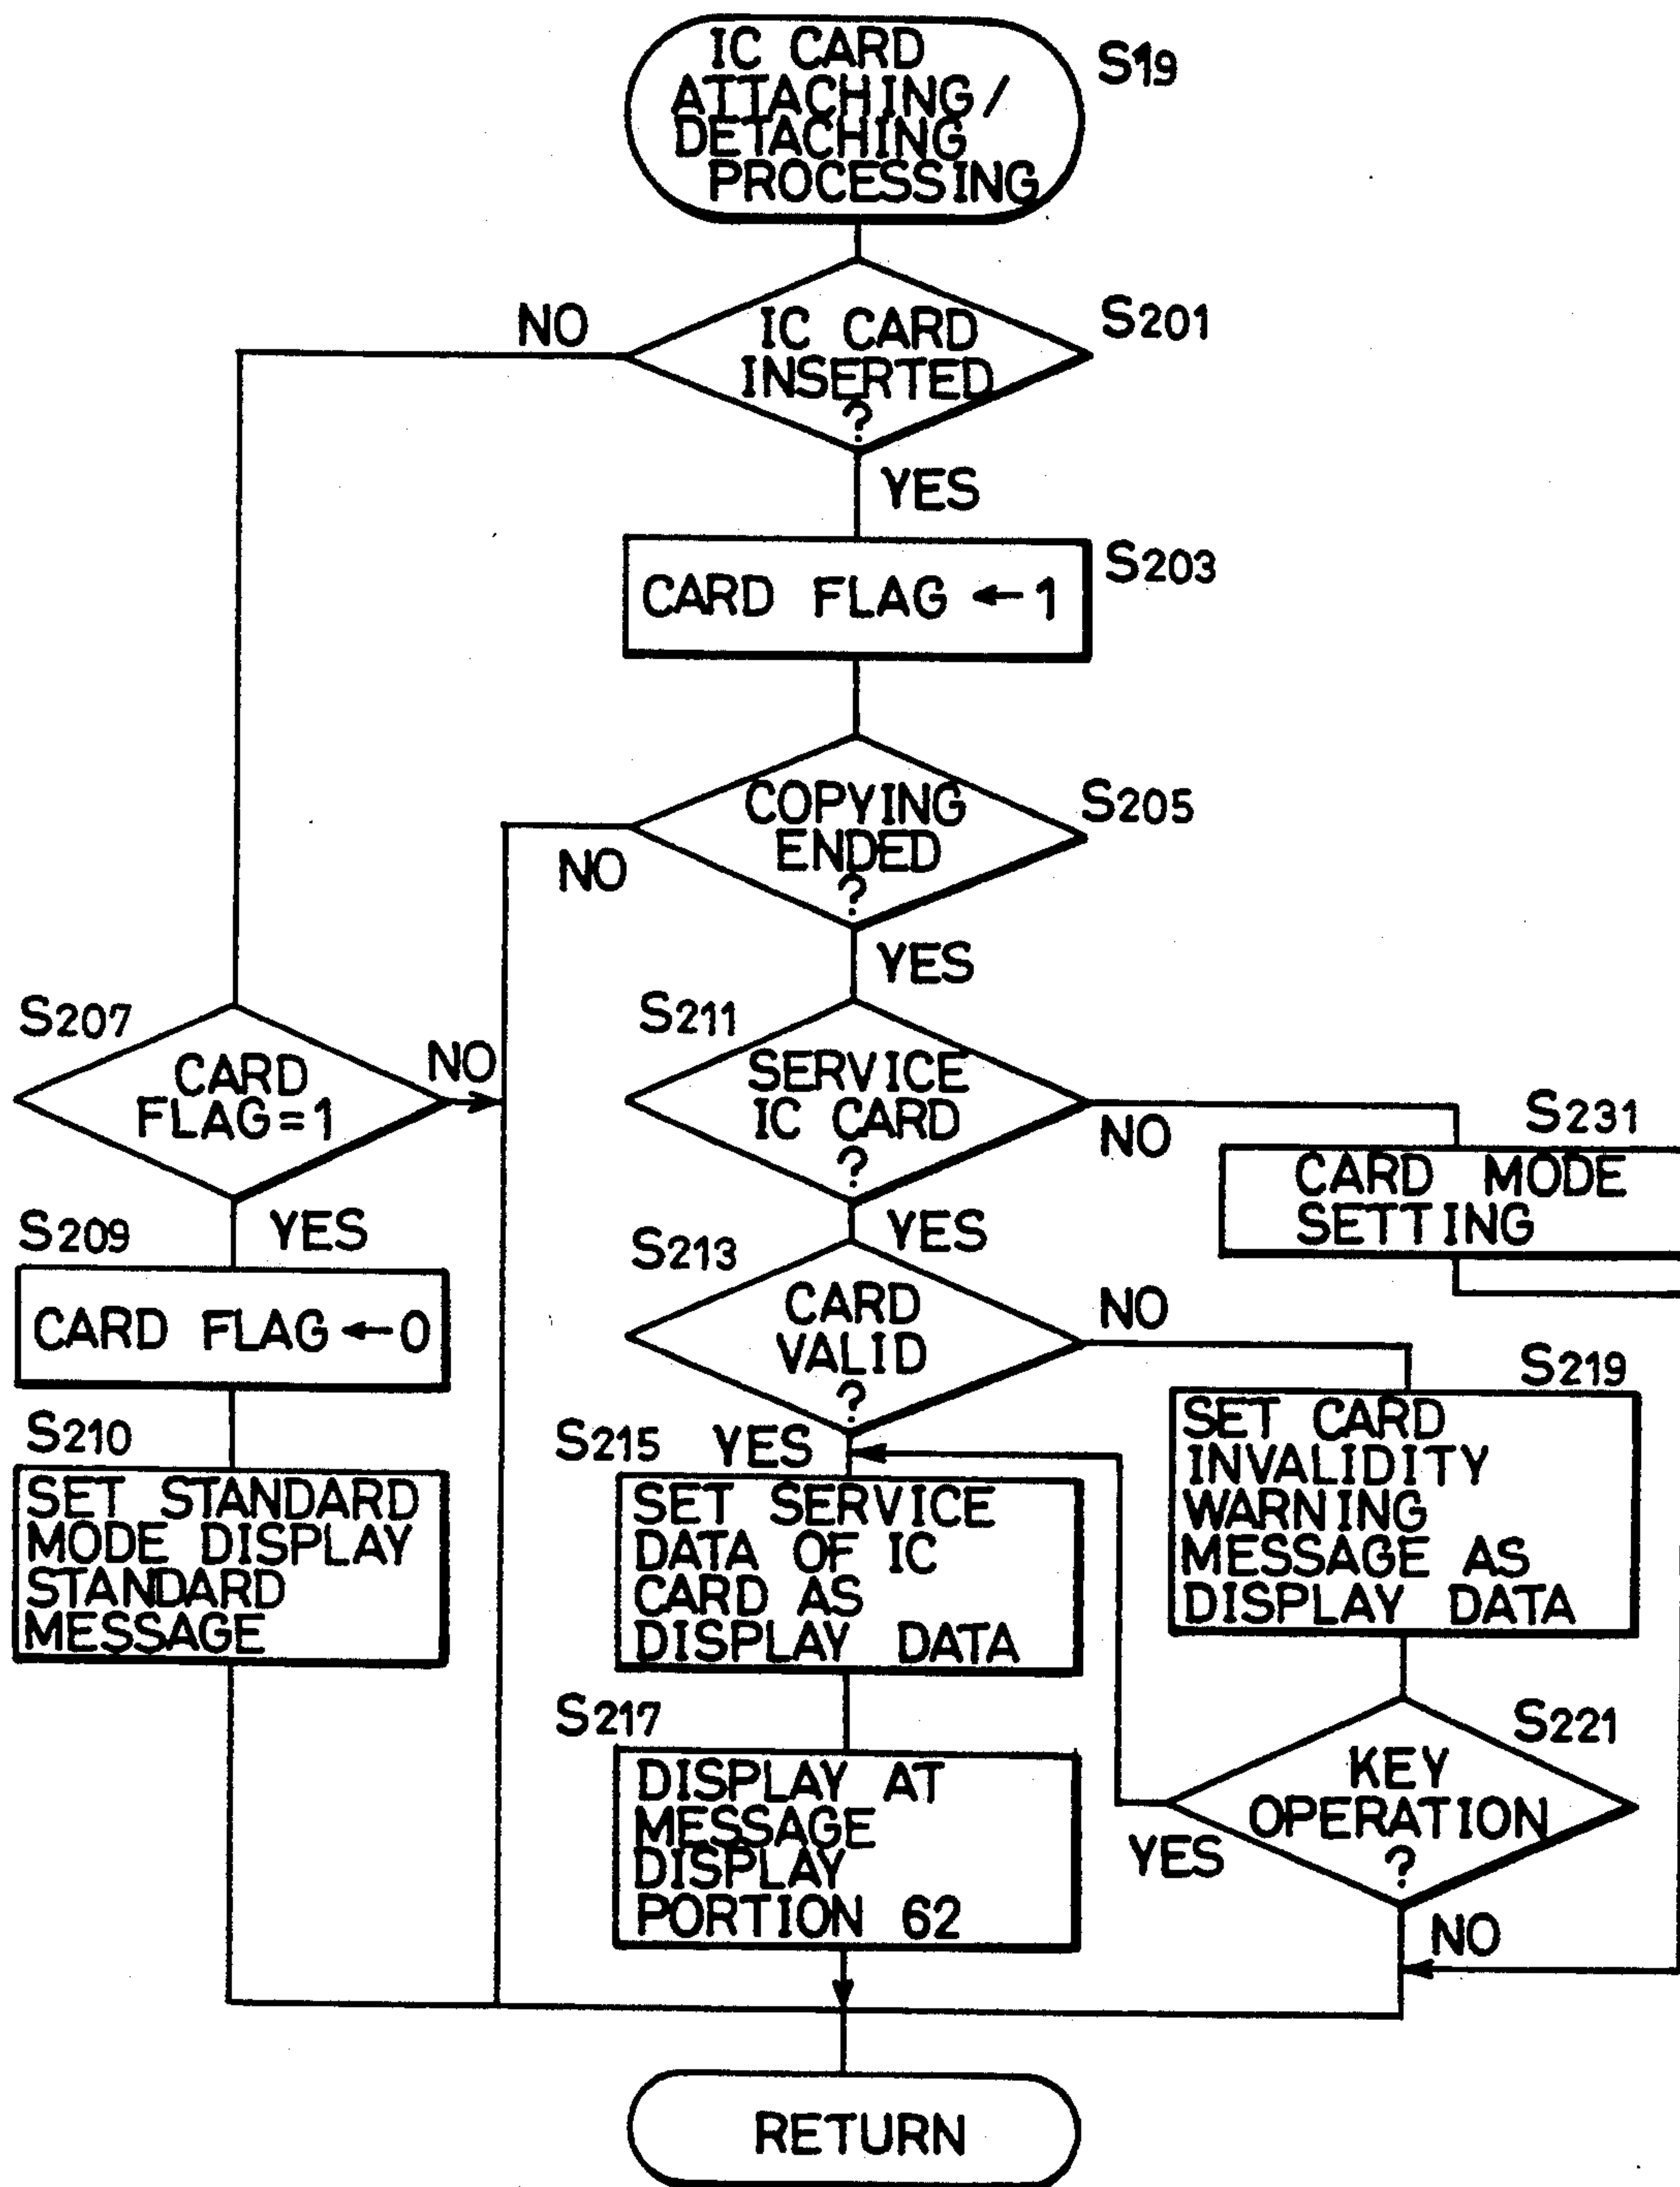 IC CARD
ATTACHING/
DETACHING
PROCESSING
S19
IC CARD
INSERTED
?
S201
NO
YES
CARD FLAG ←1
S203
COPYING
ENDED
?
S205
NO
YES
S207
CARD
FLAG=1
NO
YES
S209
CARD FLAG←0
S210
SET STANDARD
MODE DISPLAY
STANDARD
MESSAGE
S211
SERVICE
IC CARD
?
NO
YES
S231
CARD MODE
SETTING
S213
CARD
VALID
?
NO
YES
S215
SET SERVICE
DATA OF IC
CARD AS
DISPLAY DATA
S219
SET CARD
INVALIDITY
WARNING
MESSAGE AS
DISPLAY DATA
S217
DISPLAY AT
MESSAGE
DISPLAY
PORTION 62
S221
KEY
OPERATION
?
YES
NO
RETURN